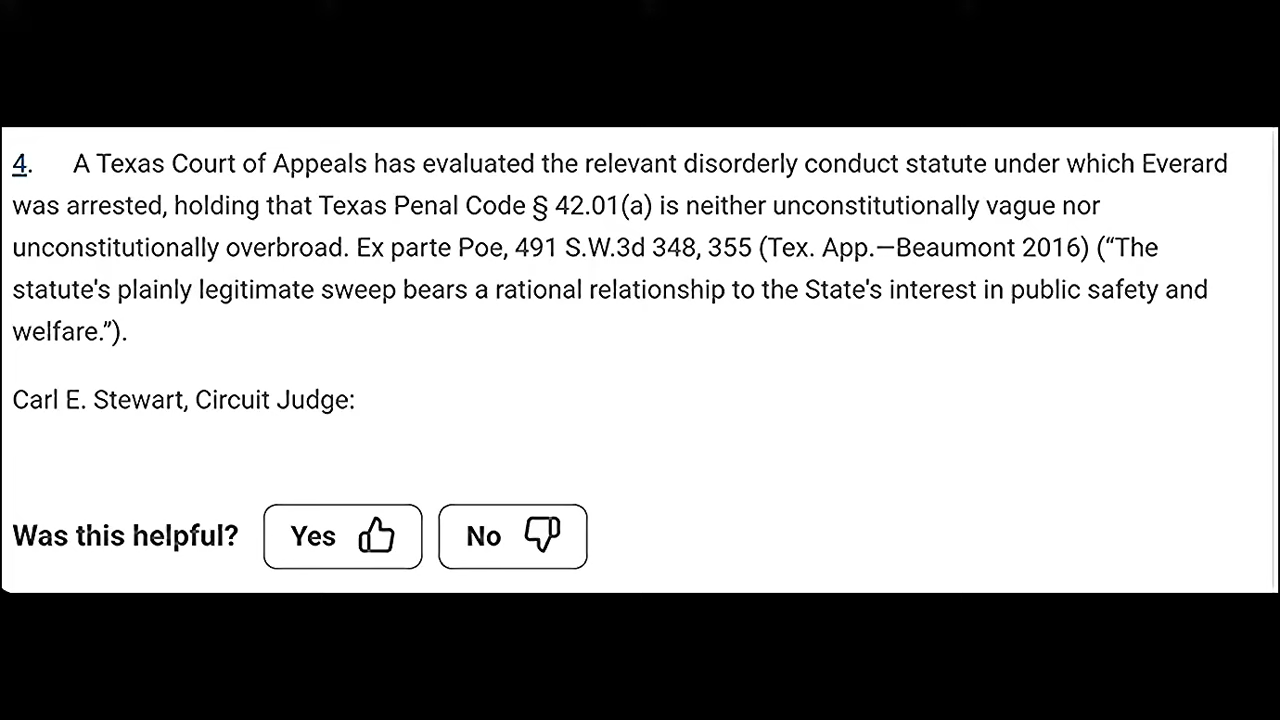 4. A Texas Court of Appeals has evaluated the relevant disorderly conduct statute under which Everard
was arrested, holding that Texas Penal Code § 42.01(a) is neither unconstitutionally vague nor
unconstitutionally overbroad. Ex parte Poe, 491 S.W.3d 348, 355 (Tex. App.—Beaumont 2016) (“The
statute's plainly legitimate sweep bears a rational relationship to the State's interest in public safety and
welfare.”).
Carl E. Stewart, Circuit Judge:
Was this helpful? Yes No